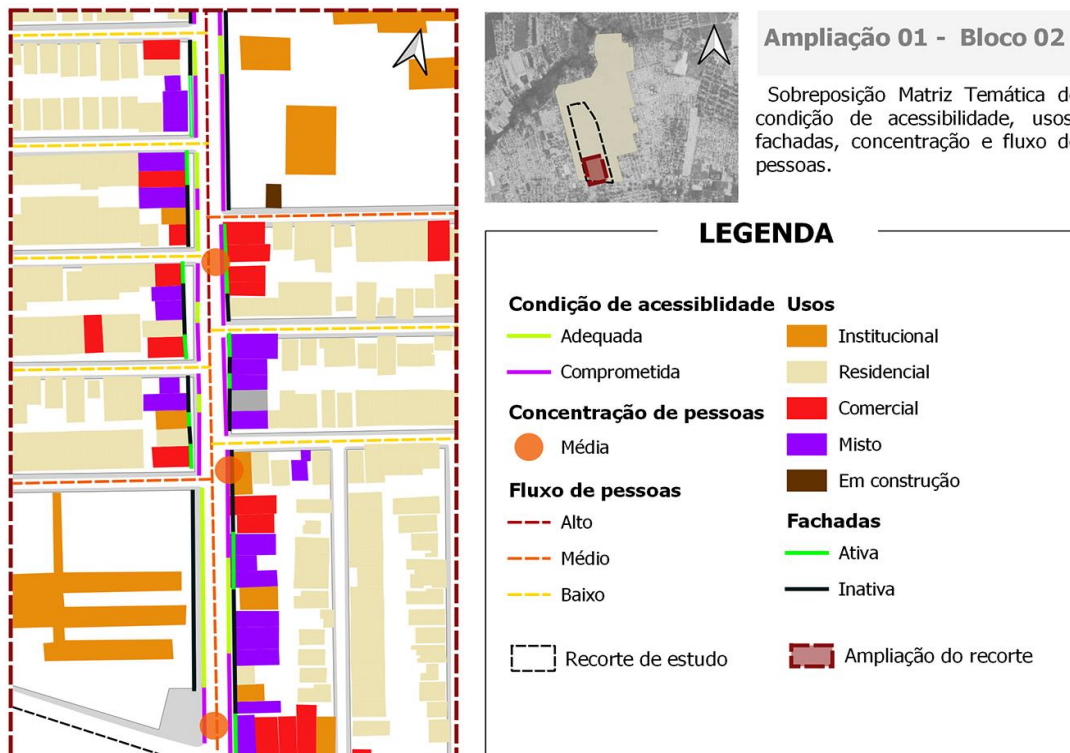 Ampliação 01 - Bloco 02
Sobreposição Matriz Temática d
condição de acessibilidade, usos
fachadas, concentração e fluxo d
pessoas.
LEGENDA
Condição de acessiblidade
Adequada
Comprometida
Concentração de pessoas
Média
Fluxo de pessoas
Alto
Médio
Baixo
Usos
Institucional
Residencial
Comercial
Misto
Em construção
Fachadas
Ativa
Inativa
Recorte de estudo
Ampliação do recorte